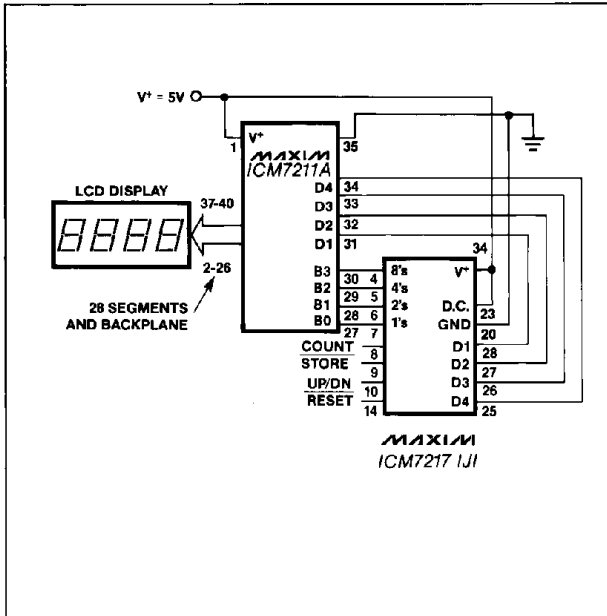 V+ = 5V
V+
1
35
MAXIM
ICM7211A
LCD DISPLAY
37-40
2-26
28 SEGMENTS
AND BACKPLANE
D4 34
D3 33
D2 32
D1 31
B3 30
B2 29
B1 28
B0 27
34
4 8's V+
5 4's
6 2's D.C. 23
7 1's GND 20
COUNT 8
STORE 9
UP/DN 10
RESET 14
D1 28
D2 27
D3 26
D4 25
MAXIM
ICM7217 IJI